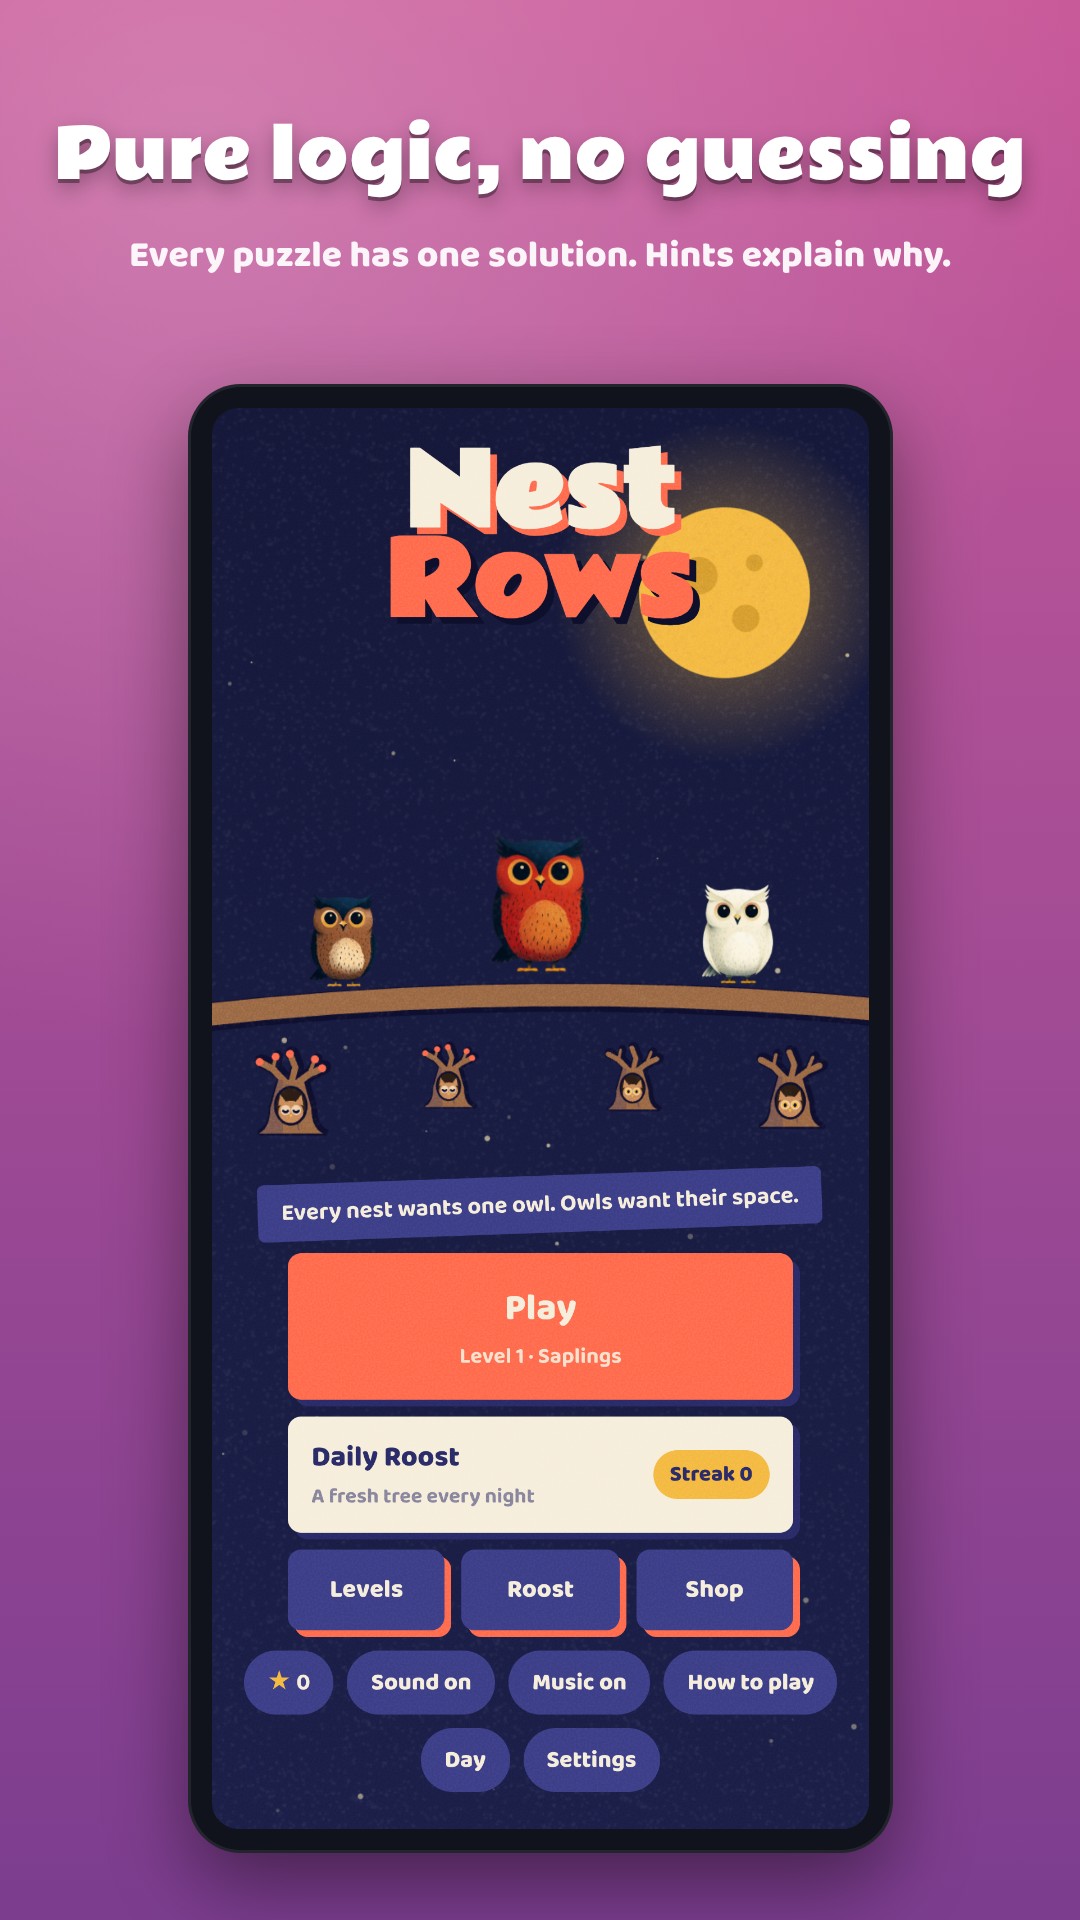 Pure logic, no guessing
Every puzzle has one solution. Hints explain why.
Nest
Rows
Every nest wants one owl. Owls want their space.
Play
Level 1 · Saplings
Daily Roost
A fresh tree every night
Streak 0
Levels
Roost
Shop
★ 0
Sound on
Music on
How to play
Day
Settings